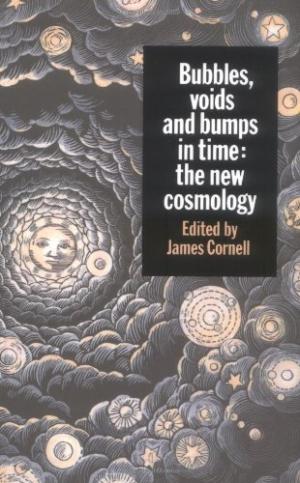 Bubbles,
voids
and bumps
in time:
the new
cosmology
Edited by
James Cornell